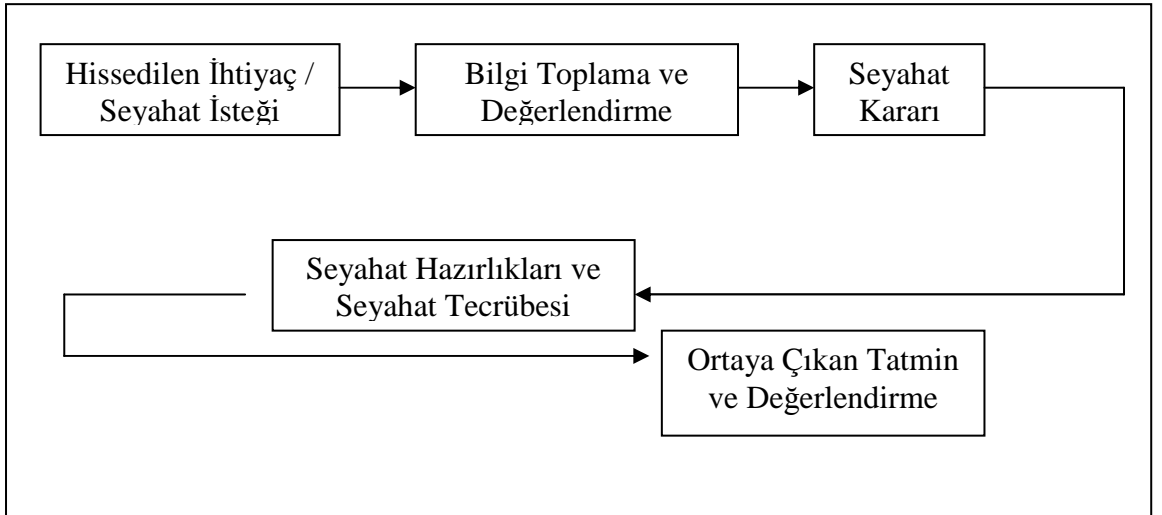 Hissedilen İhtiyaç /
Seyahat İsteği
Bilgi Toplama ve
Değerlendirme
Seyahat
Kararı
Seyahat Hazırlıkları ve
Seyahat Tecrübesi
Ortaya Çıkan Tatmin
ve Değerlendirme